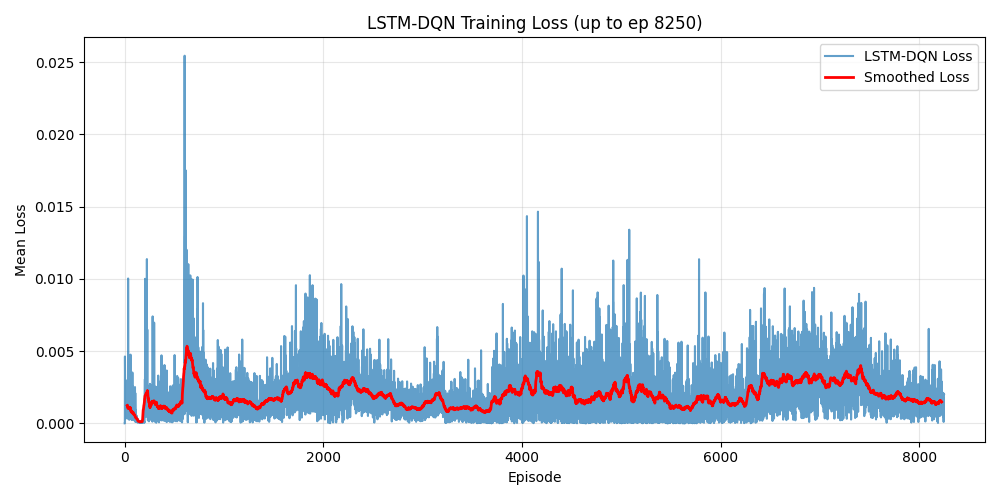 LSTM-DQN Training Loss (up to ep 8250)
LSTM-DQN Loss
Smoothed Loss
Mean Loss
0.025
0.020
0.015
0.010
0.005
0.000
0
2000
4000
6000
8000
Episode